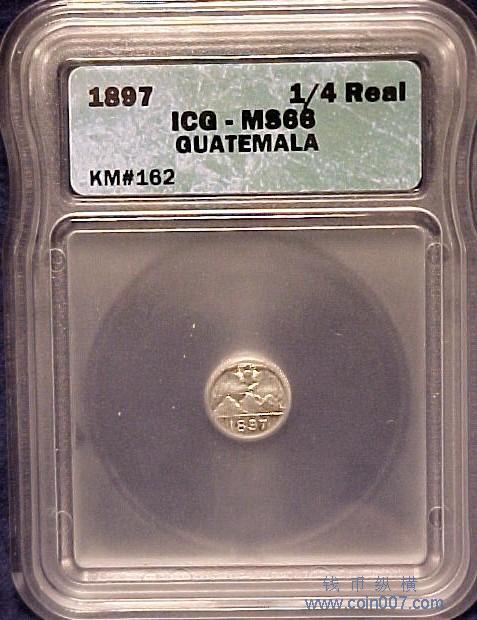 1897 1/4 Real
ICG - MS66
GUATEMALA
KM#162
1897
钱币纵横
www.coin007.com